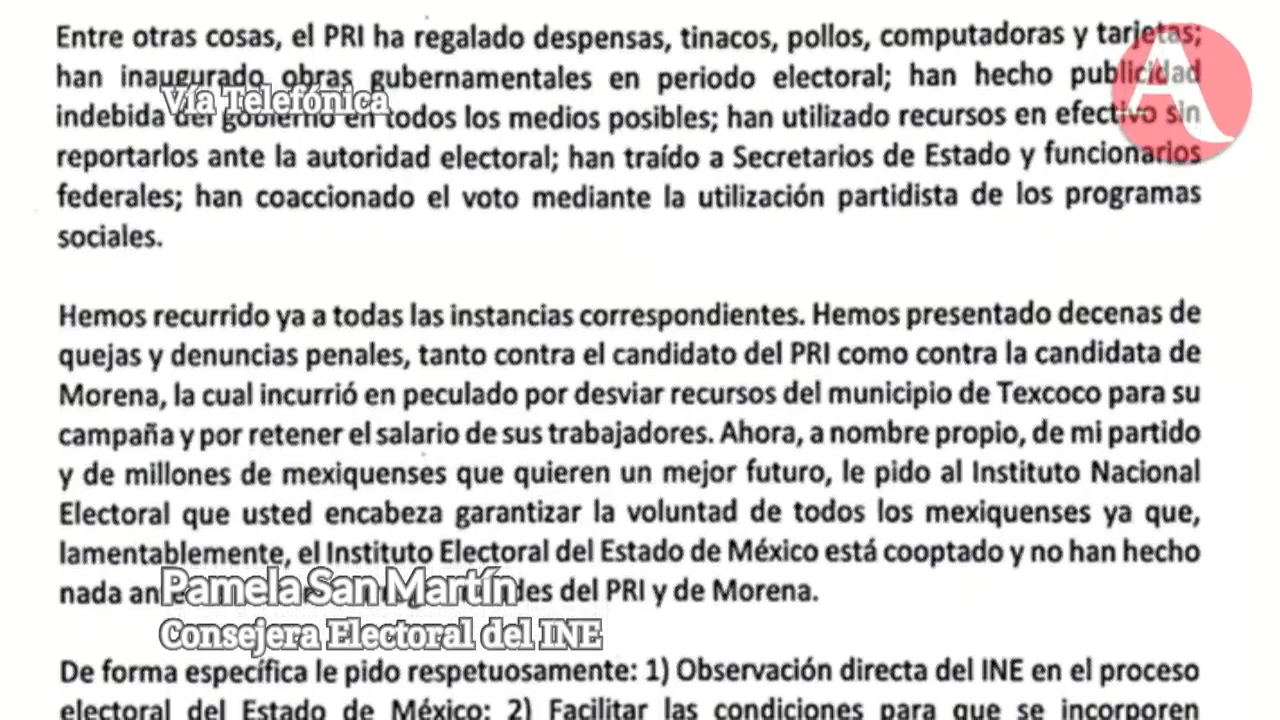 Entre otras cosas, el PRI ha regalado despensas, tinacos, pollos, computadoras y tarjetas;
han inaugurado obras gubernamentales en periodo electoral; han hecho publicidad
Vía Telefónica
indebida del gobierno en todos los medios posibles; han utilizado recursos en efectivo sin
reportarlos ante la autoridad electoral; han traído a Secretarios de Estado y funcionarios
federales; han coaccionado el voto mediante la utilización partidista de los programas
sociales.
Hemos recurrido ya a todas las instancias correspondientes. Hemos presentado decenas de
quejas y denuncias penales, tanto contra el candidato del PRI como contra la candidata de
Morena, la cual incurrió en peculado por desviar recursos del municipio de Texcoco para su
campaña y por retener el salario de sus trabajadores. Ahora, a nombre propio, de mi partido
y de millones de mexiquenses que quieren un mejor futuro, le pido al Instituto Nacional
Electoral que usted encabeza garantizar la voluntad de todos los mexiquenses ya que,
lamentablemente, el Instituto Electoral del Estado de México está cooptado y no han hecho
nada del PRI y de Morena.
Pamela San Martín
Consejera Electoral del INE
De forma específica le pido respetuosamente: 1) Observación directa del INE en el proceso
electoral del Estado de México; 2) Facilitar las condiciones para que se incorporen
A